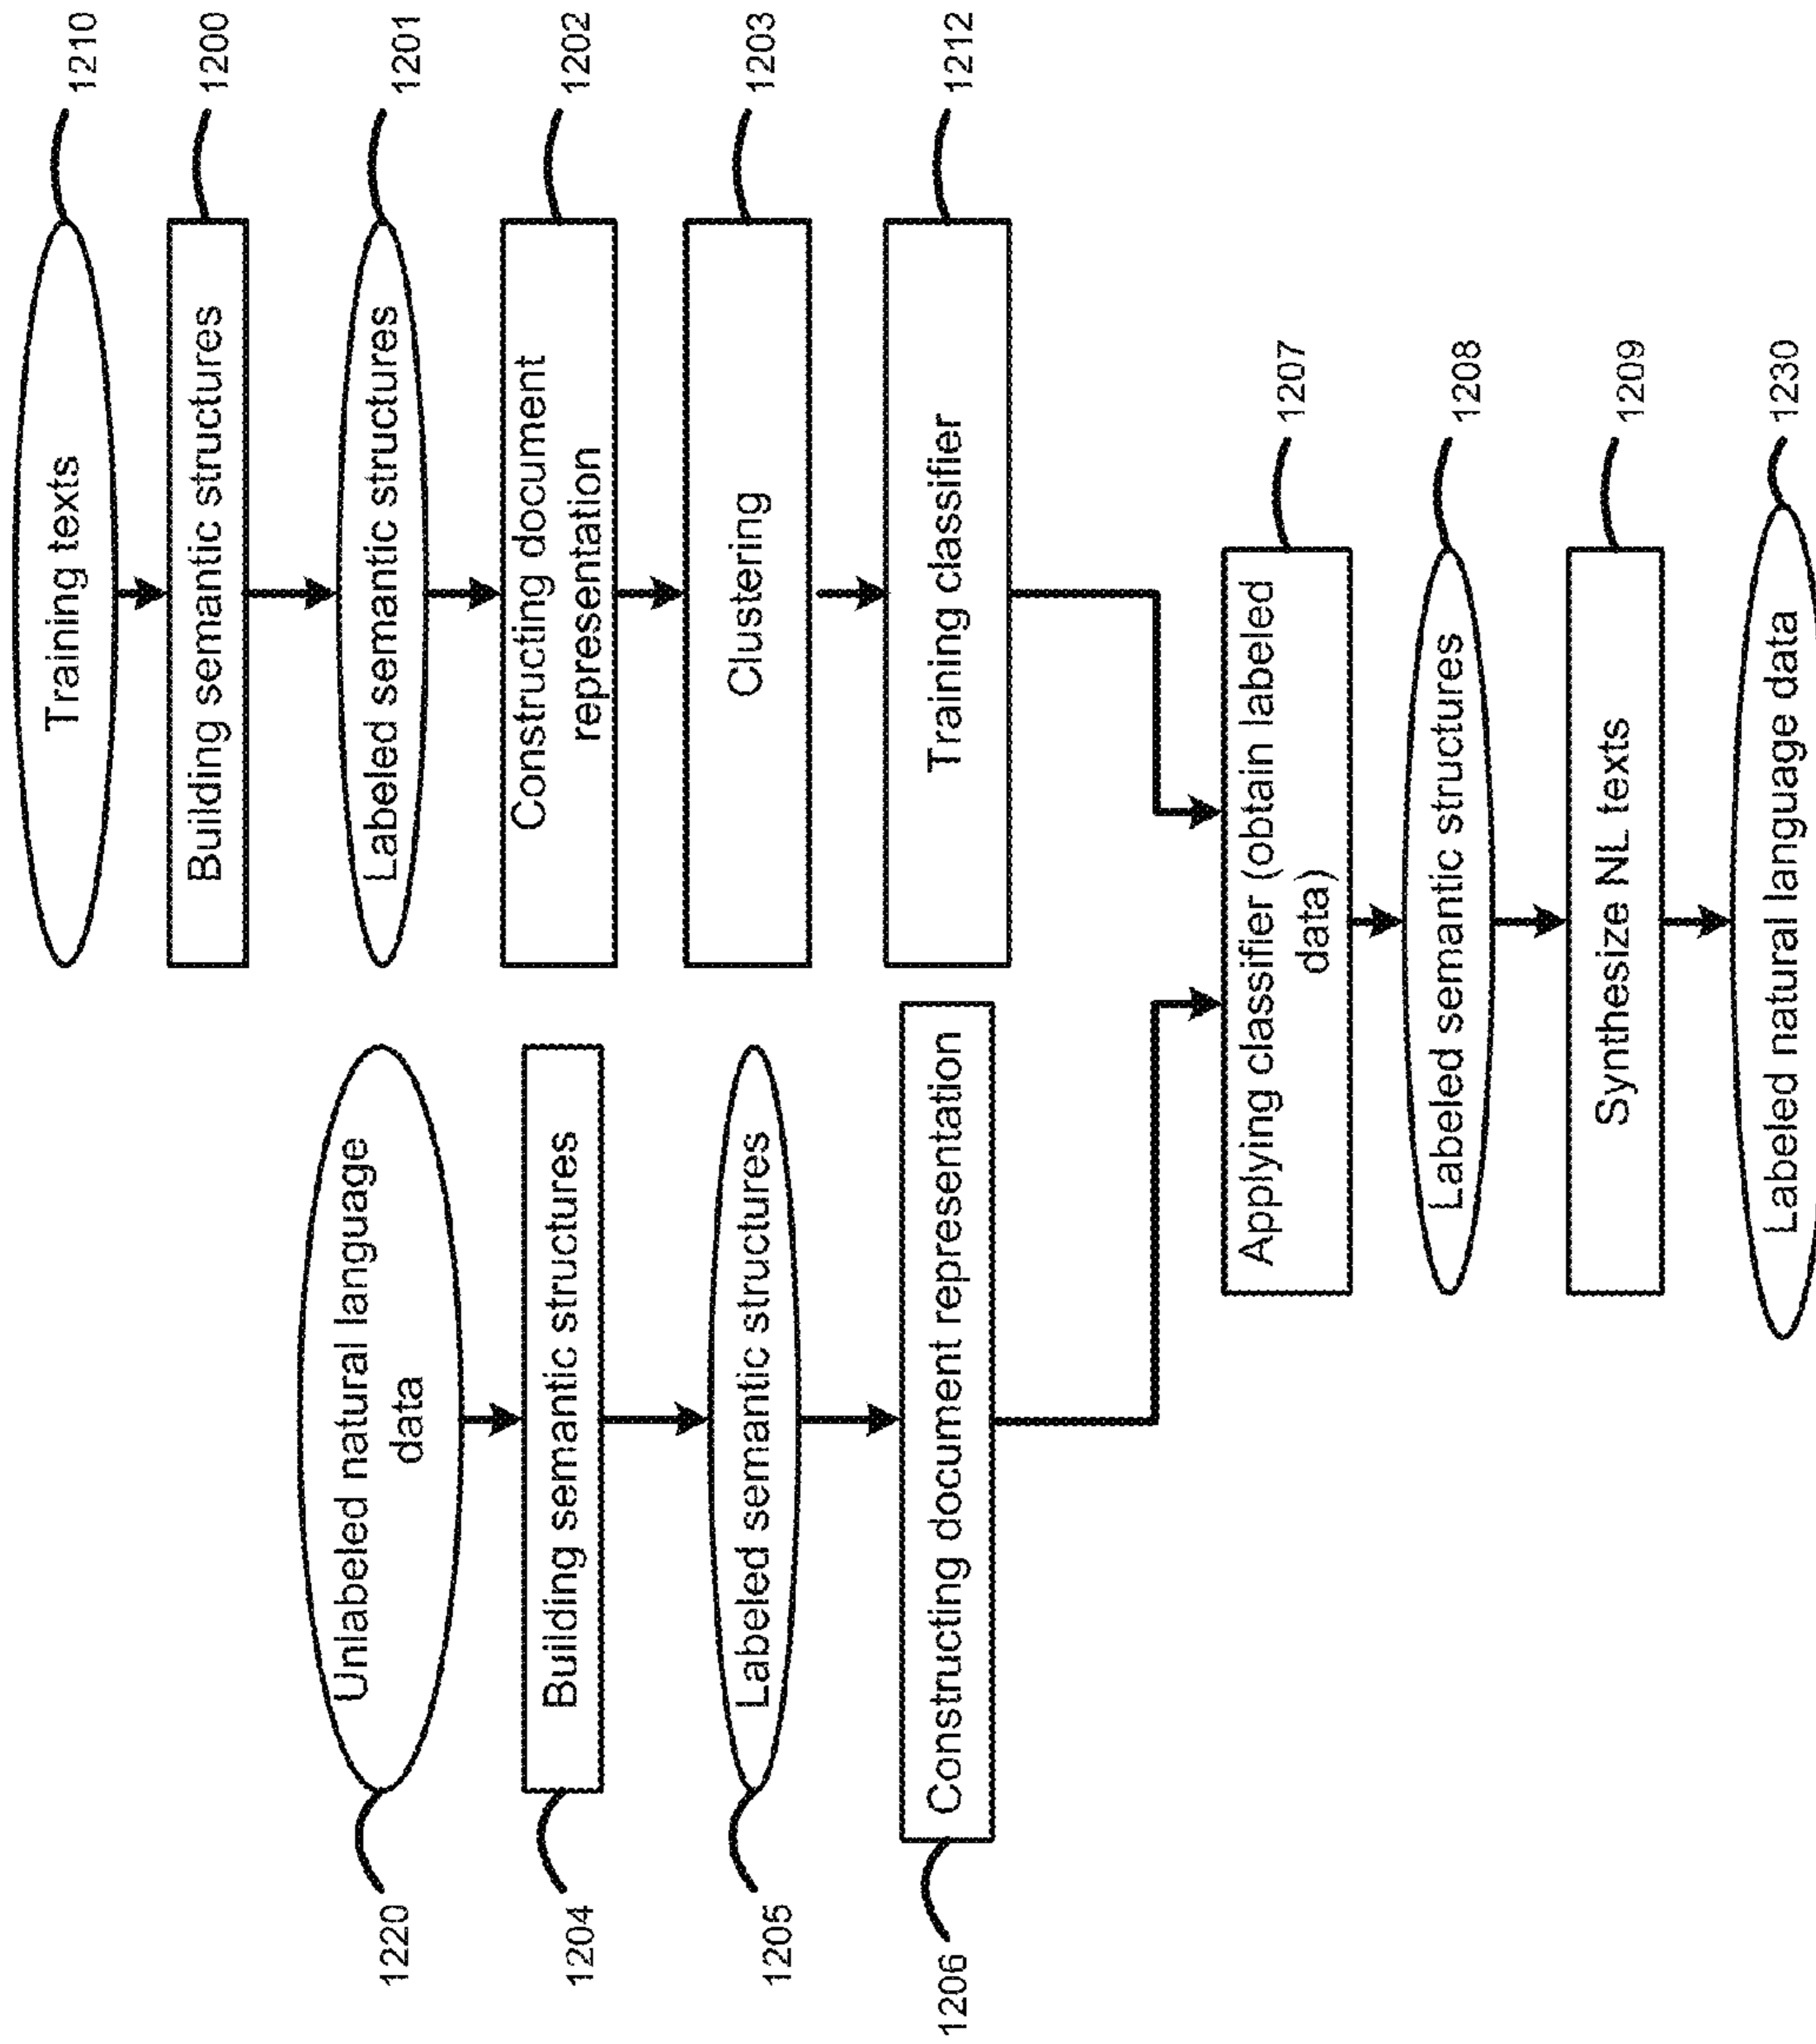 Training texts
1210
Building semantic structures
1200
Labeled semantic structures
1201
Constructing document
representation
1202
Clustering
1203
Training classifier
1212
Unlabeled natural language
data
1220
Building semantic structures
1204
Labeled semantic structures
1205
Constructing document representation
1206
Applying classifier (obtain labeled
data)
1207
Labeled semantic structures
1208
Synthesize NL texts
1209
Labeled natural language data
1230